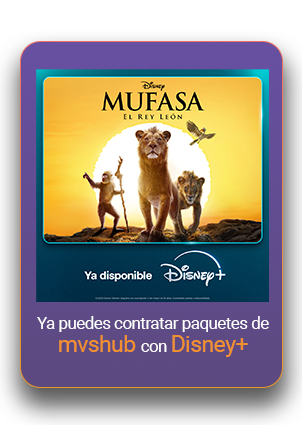 Disney
MUFASA
EL REY LEÓN
Ya disponible Disney+
Ya puedes contratar paquetes de
mvshub con Disney+